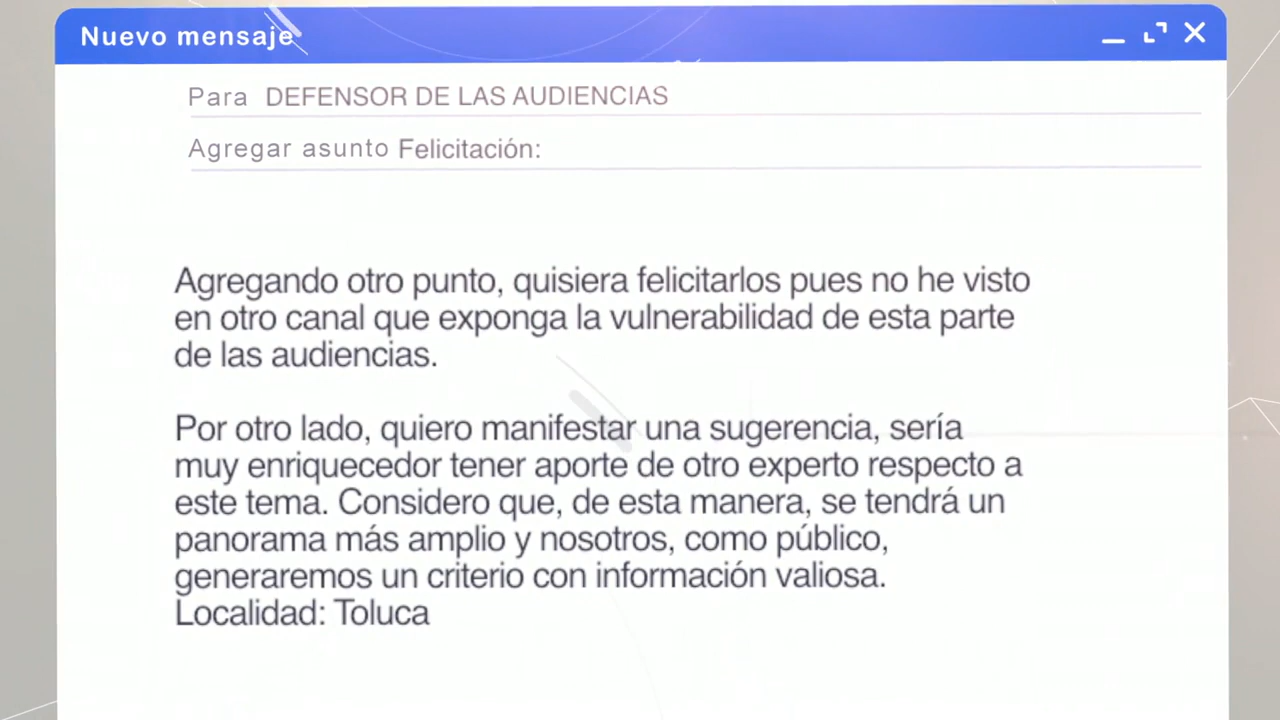 Nuevo mensaje
Para DEFENSOR DE LAS AUDIENCIAS
Agregar asunto Felicitación:
Agregando otro punto, quisiera felicitarlos pues no he visto
en otro canal que exponga la vulnerabilidad de esta parte
de las audiencias.
Por otro lado, quiero manifestar una sugerencia, sería
muy enriquecedor tener aporte de otro experto respecto a
este tema. Considero que, de esta manera, se tendrá un
panorama más amplio y nosotros, como público,
generaremos un criterio con información valiosa.
Localidad: Toluca